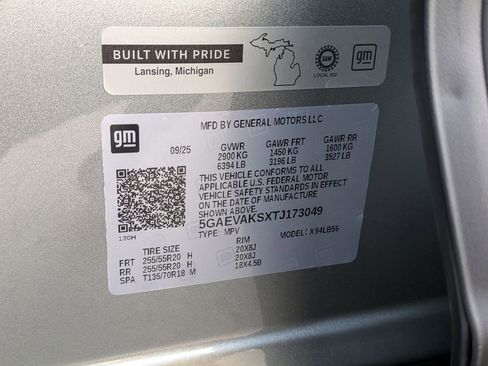 BUILT WITH PRIDE
Lansing, Michigan
UAW
LOCAL 602
gm
gm
MFD BY GENERAL MOTORS LLC
09/25 GVWR GAWR FRT GAWR RR
2900 KG 1450 KG 1600 KG
6394 LB 3196 LB 3527 LB
THIS VEHICLE CONFORMS TO ALL
APPLICABLE U.S. FEDERAL MOTOR
VEHICLE SAFETY STANDARDS IN EFFECT
ON THE DATE OF MANUFACTURE
SHOWN ABOVE.
5GAEVAKSXTJ173049
TYPE: MPV MODEL: X94LB56
130H
TIRE SIZE RIM
FRT 255/55R20 H 20X8J
RR 255/55R20 H 20X8J
SPA T135/70R18 M 18X4.5B